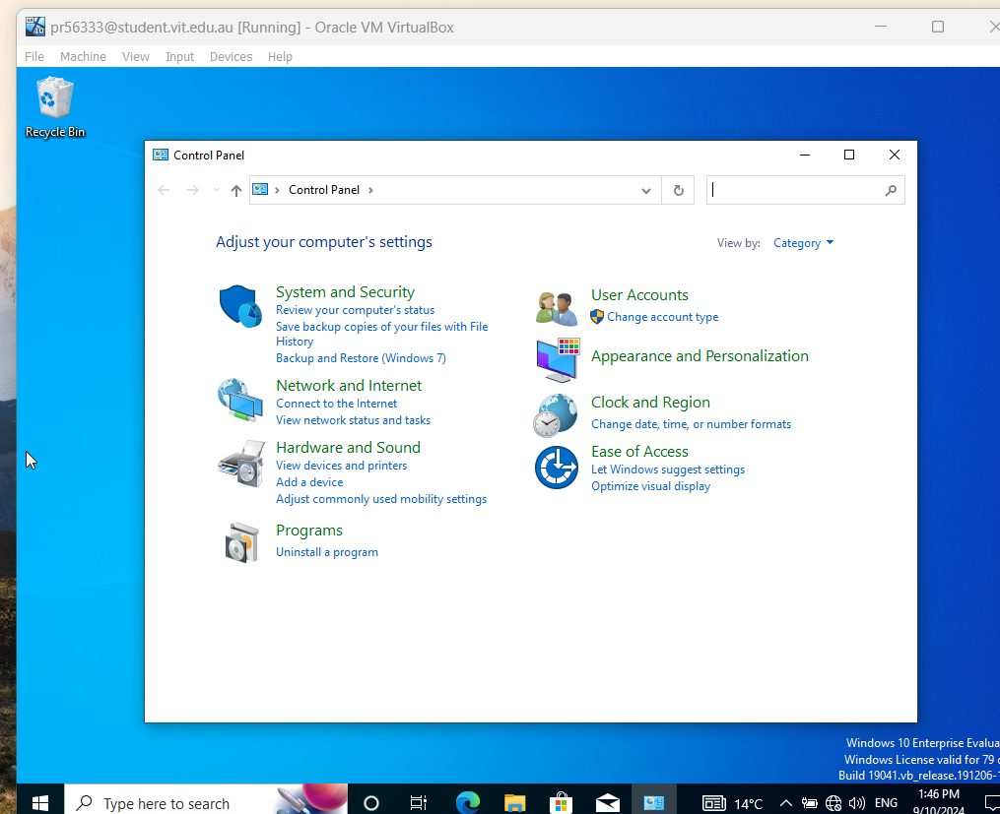 pr56333@student.vit.edu.au [Running] - Oracle VM VirtualBox
File Machine View Input Devices Help
Recycle Bin
Control Panel
Control Panel
Adjust your computer's settings
View by: Category
System and Security
Review your computer's status
Save backup copies of your files with File
History
Backup and Restore (Windows 7)
Network and Internet
Connect to the Internet
View network status and tasks
Hardware and Sound
View devices and printers
Add a device
Adjust commonly used mobility settings
Programs
Uninstall a program
User Accounts
Change account type
Appearance and Personalization
Clock and Region
Change date, time, or number formats
Ease of Access
Let Windows suggest settings
Optimize visual display
Windows 10 Enterprise Evalua
Windows License valid for 79
Build 19041.vb_release.191206-
Type here to search
14°C
ENG
1:46 PM
9/10/2024